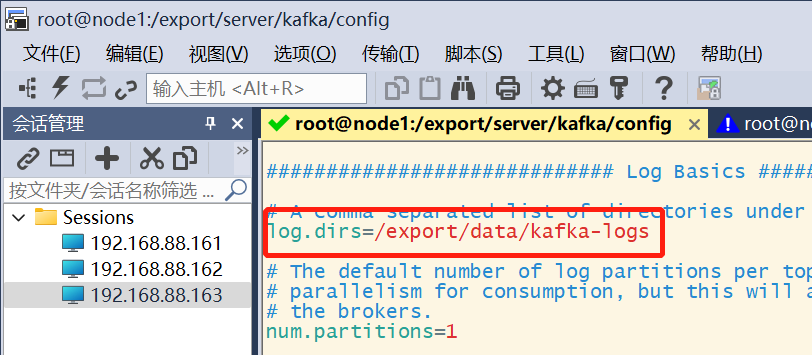 root@node1:/export/server/kafka/config
文件(F) 编辑(E) 视图(V) 选项(O) 传输(T) 脚本(S) 工具(L) 窗口(W) 帮助(H)
输入主机 <Alt+R>
会话管理
root@node1:/export/server/kafka/config
root@no
按文件夹/会话名称筛选 ...
Sessions
192.168.88.161
192.168.88.162
192.168.88.163
############################# Log Basics #####
# A comma separated list of directories under
log.dirs=/export/data/kafka-logs
# The default number of log partitions per top
# parallelism for consumption, but this will a
# the brokers.
num.partitions=1